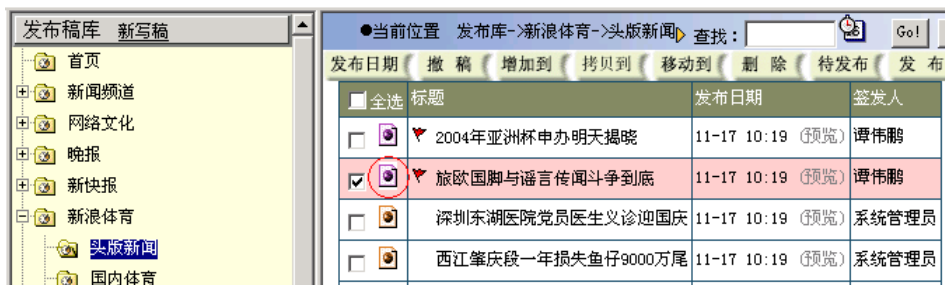 发布稿库 新写稿
首页
新闻频道
网络文化
晚报
新快报
新浪体育
头版新闻
国内体育
●当前位置 发布库->新浪体育->头版新闻 查找： Go!
发布日期 撤 稿 增加到 拷贝到 移动到 删 除 待发布 发 布
全选 标题 发布日期 签发人
2004年亚洲杯申办明天揭晓 11-17 10:19 (预览) 谭伟鹏
旅欧国脚与谣言传闻斗争到底 11-17 10:19 (预览) 谭伟鹏
深圳东湖医院党员医生义诊迎国庆 11-17 10:19 (预览) 系统管理员
西江肇庆段一年损失鱼仔9000万尾 11-17 10:19 (预览) 系统管理员